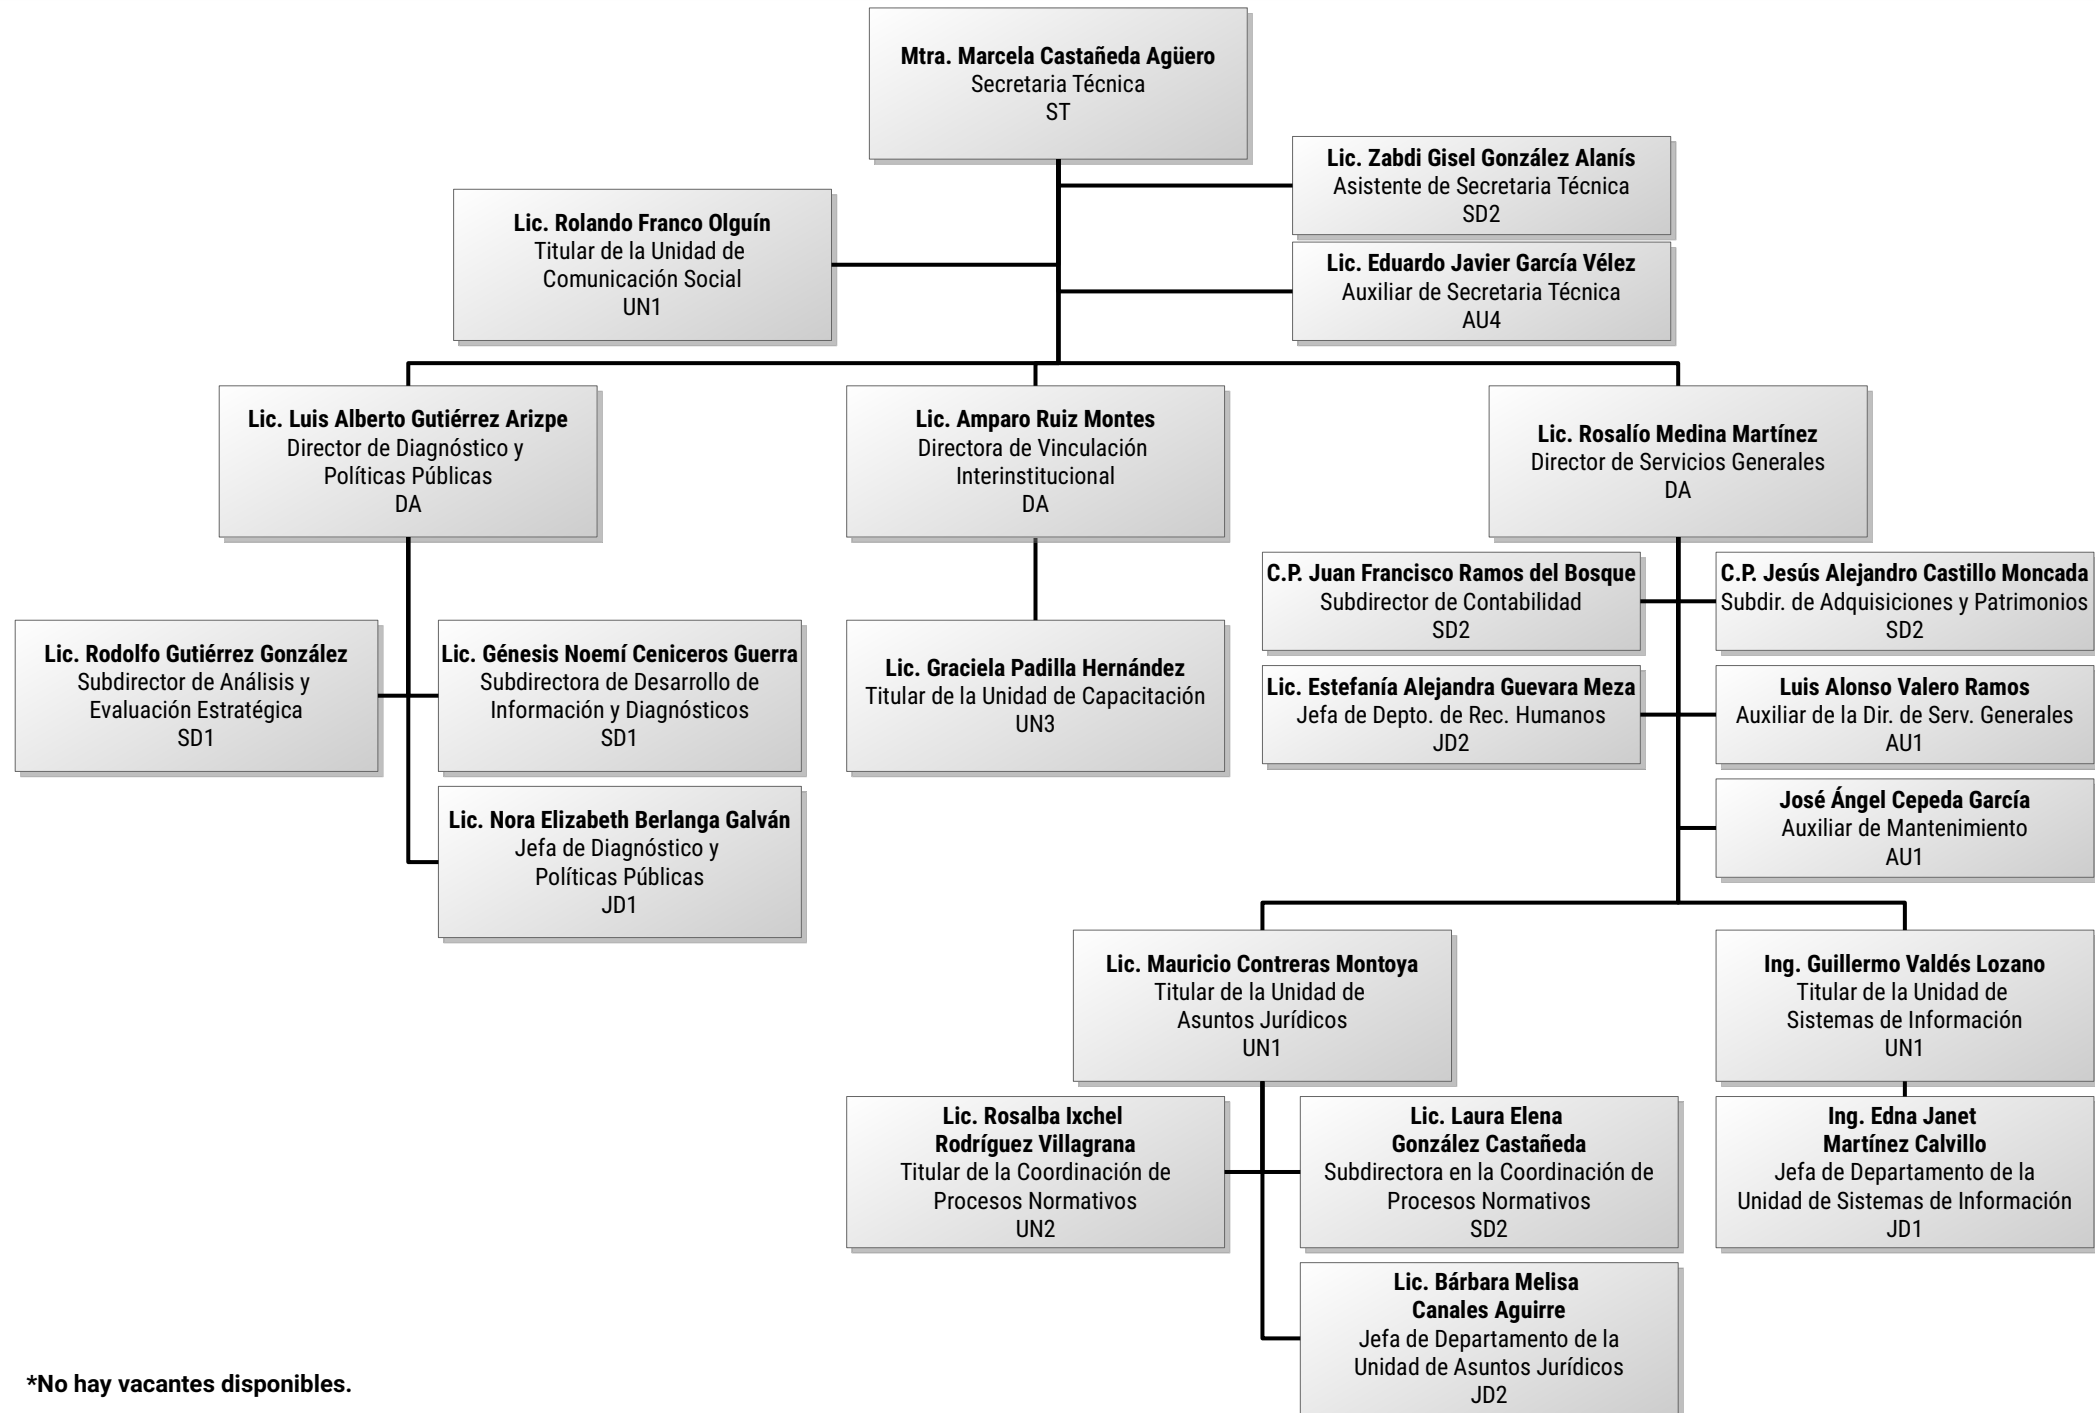 Mtra. Marcela Castañeda Agüero
Secretaria Técnica
ST
Lic. Zabdi Gisel González Alanís
Asistente de Secretaria Técnica
SD2
Lic. Rolando Franco Olguín
Titular de la Unidad de
Comunicación Social
UN1
Lic. Eduardo Javier García Vélez
Auxiliar de Secretaria Técnica
AU4
Lic. Luis Alberto Gutiérrez Arizpe
Director de Diagnóstico y
Políticas Públicas
DA
Lic. Amparo Ruiz Montes
Directora de Vinculación
Interinstitucional
DA
Lic. Rosalío Medina Martínez
Director de Servicios Generales
DA
C.P. Juan Francisco Ramos del Bosque
Subdirector de Contabilidad
SD2
C.P. Jesús Alejandro Castillo Moncada
Subdir. de Adquisiciones y Patrimonios
SD2
Lic. Rodolfo Gutiérrez González
Subdirector de Análisis y
Evaluación Estratégica
SD1
Lic. Génesis Noemí Ceniceros Guerra
Subdirectora de Desarrollo de
Información y Diagnósticos
SD1
Lic. Graciela Padilla Hernández
Titular de la Unidad de Capacitación
UN3
Lic. Estefanía Alejandra Guevara Meza
Jefa de Depto. de Rec. Humanos
JD2
Luis Alonso Valero Ramos
Auxiliar de la Dir. de Serv. Generales
AU1
Lic. Nora Elizabeth Berlanga Galván
Jefa de Diagnóstico y
Políticas Públicas
JD1
José Ángel Cepeda García
Auxiliar de Mantenimiento
AU1
Lic. Mauricio Contreras Montoya
Titular de la Unidad de
Asuntos Jurídicos
UN1
Ing. Guillermo Valdés Lozano
Titular de la Unidad de
Sistemas de Información
UN1
Lic. Rosalba Ixchel
Rodríguez Villagrana
Titular de la Coordinación de
Procesos Normativos
UN2
Lic. Laura Elena
González Castañeda
Subdirectora en la Coordinación de
Procesos Normativos
SD2
Ing. Edna Janet
Martínez Calvillo
Jefa de Departamento de la
Unidad de Sistemas de Información
JD1
Lic. Bárbara Melisa
Canales Aguirre
Jefa de Departamento de la
Unidad de Asuntos Jurídicos
JD2
*No hay vacantes disponibles.